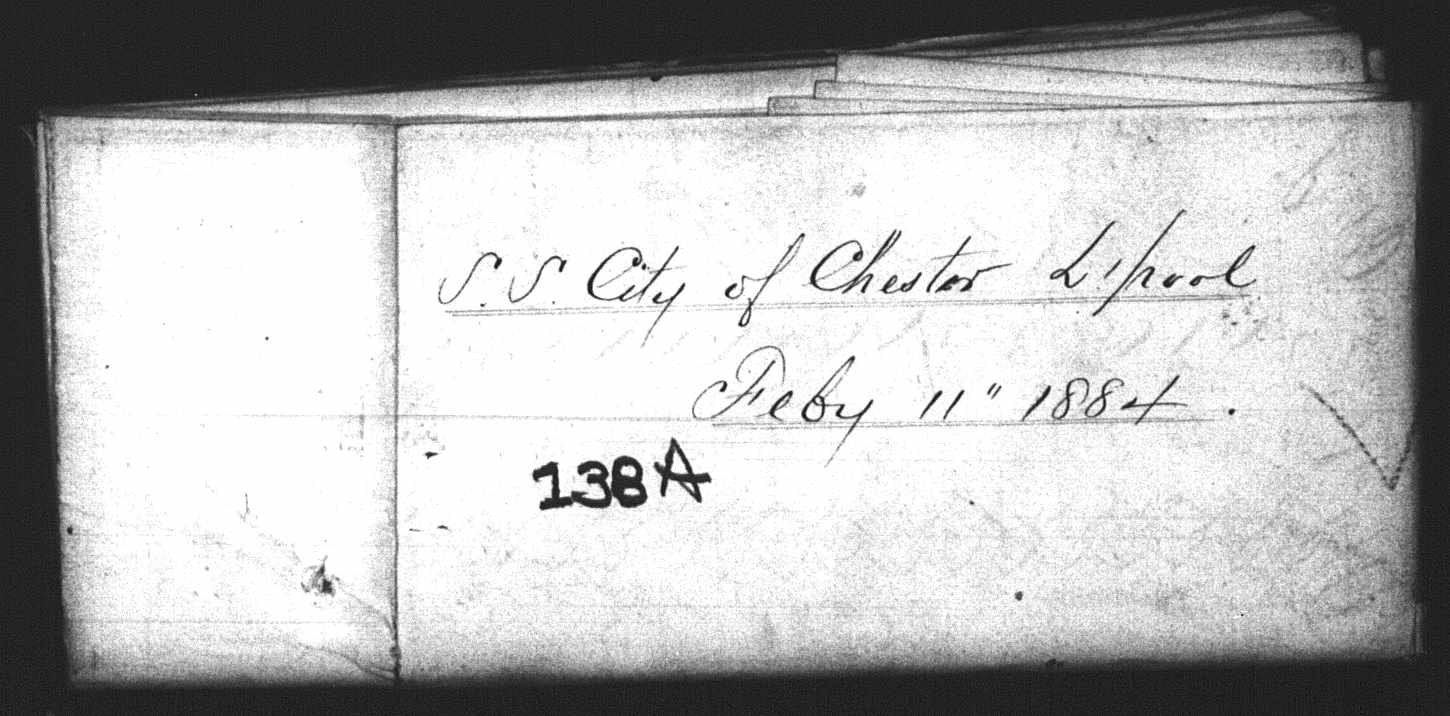 S.S. City of Chester L'pool
Feby 11" 1884.
138A